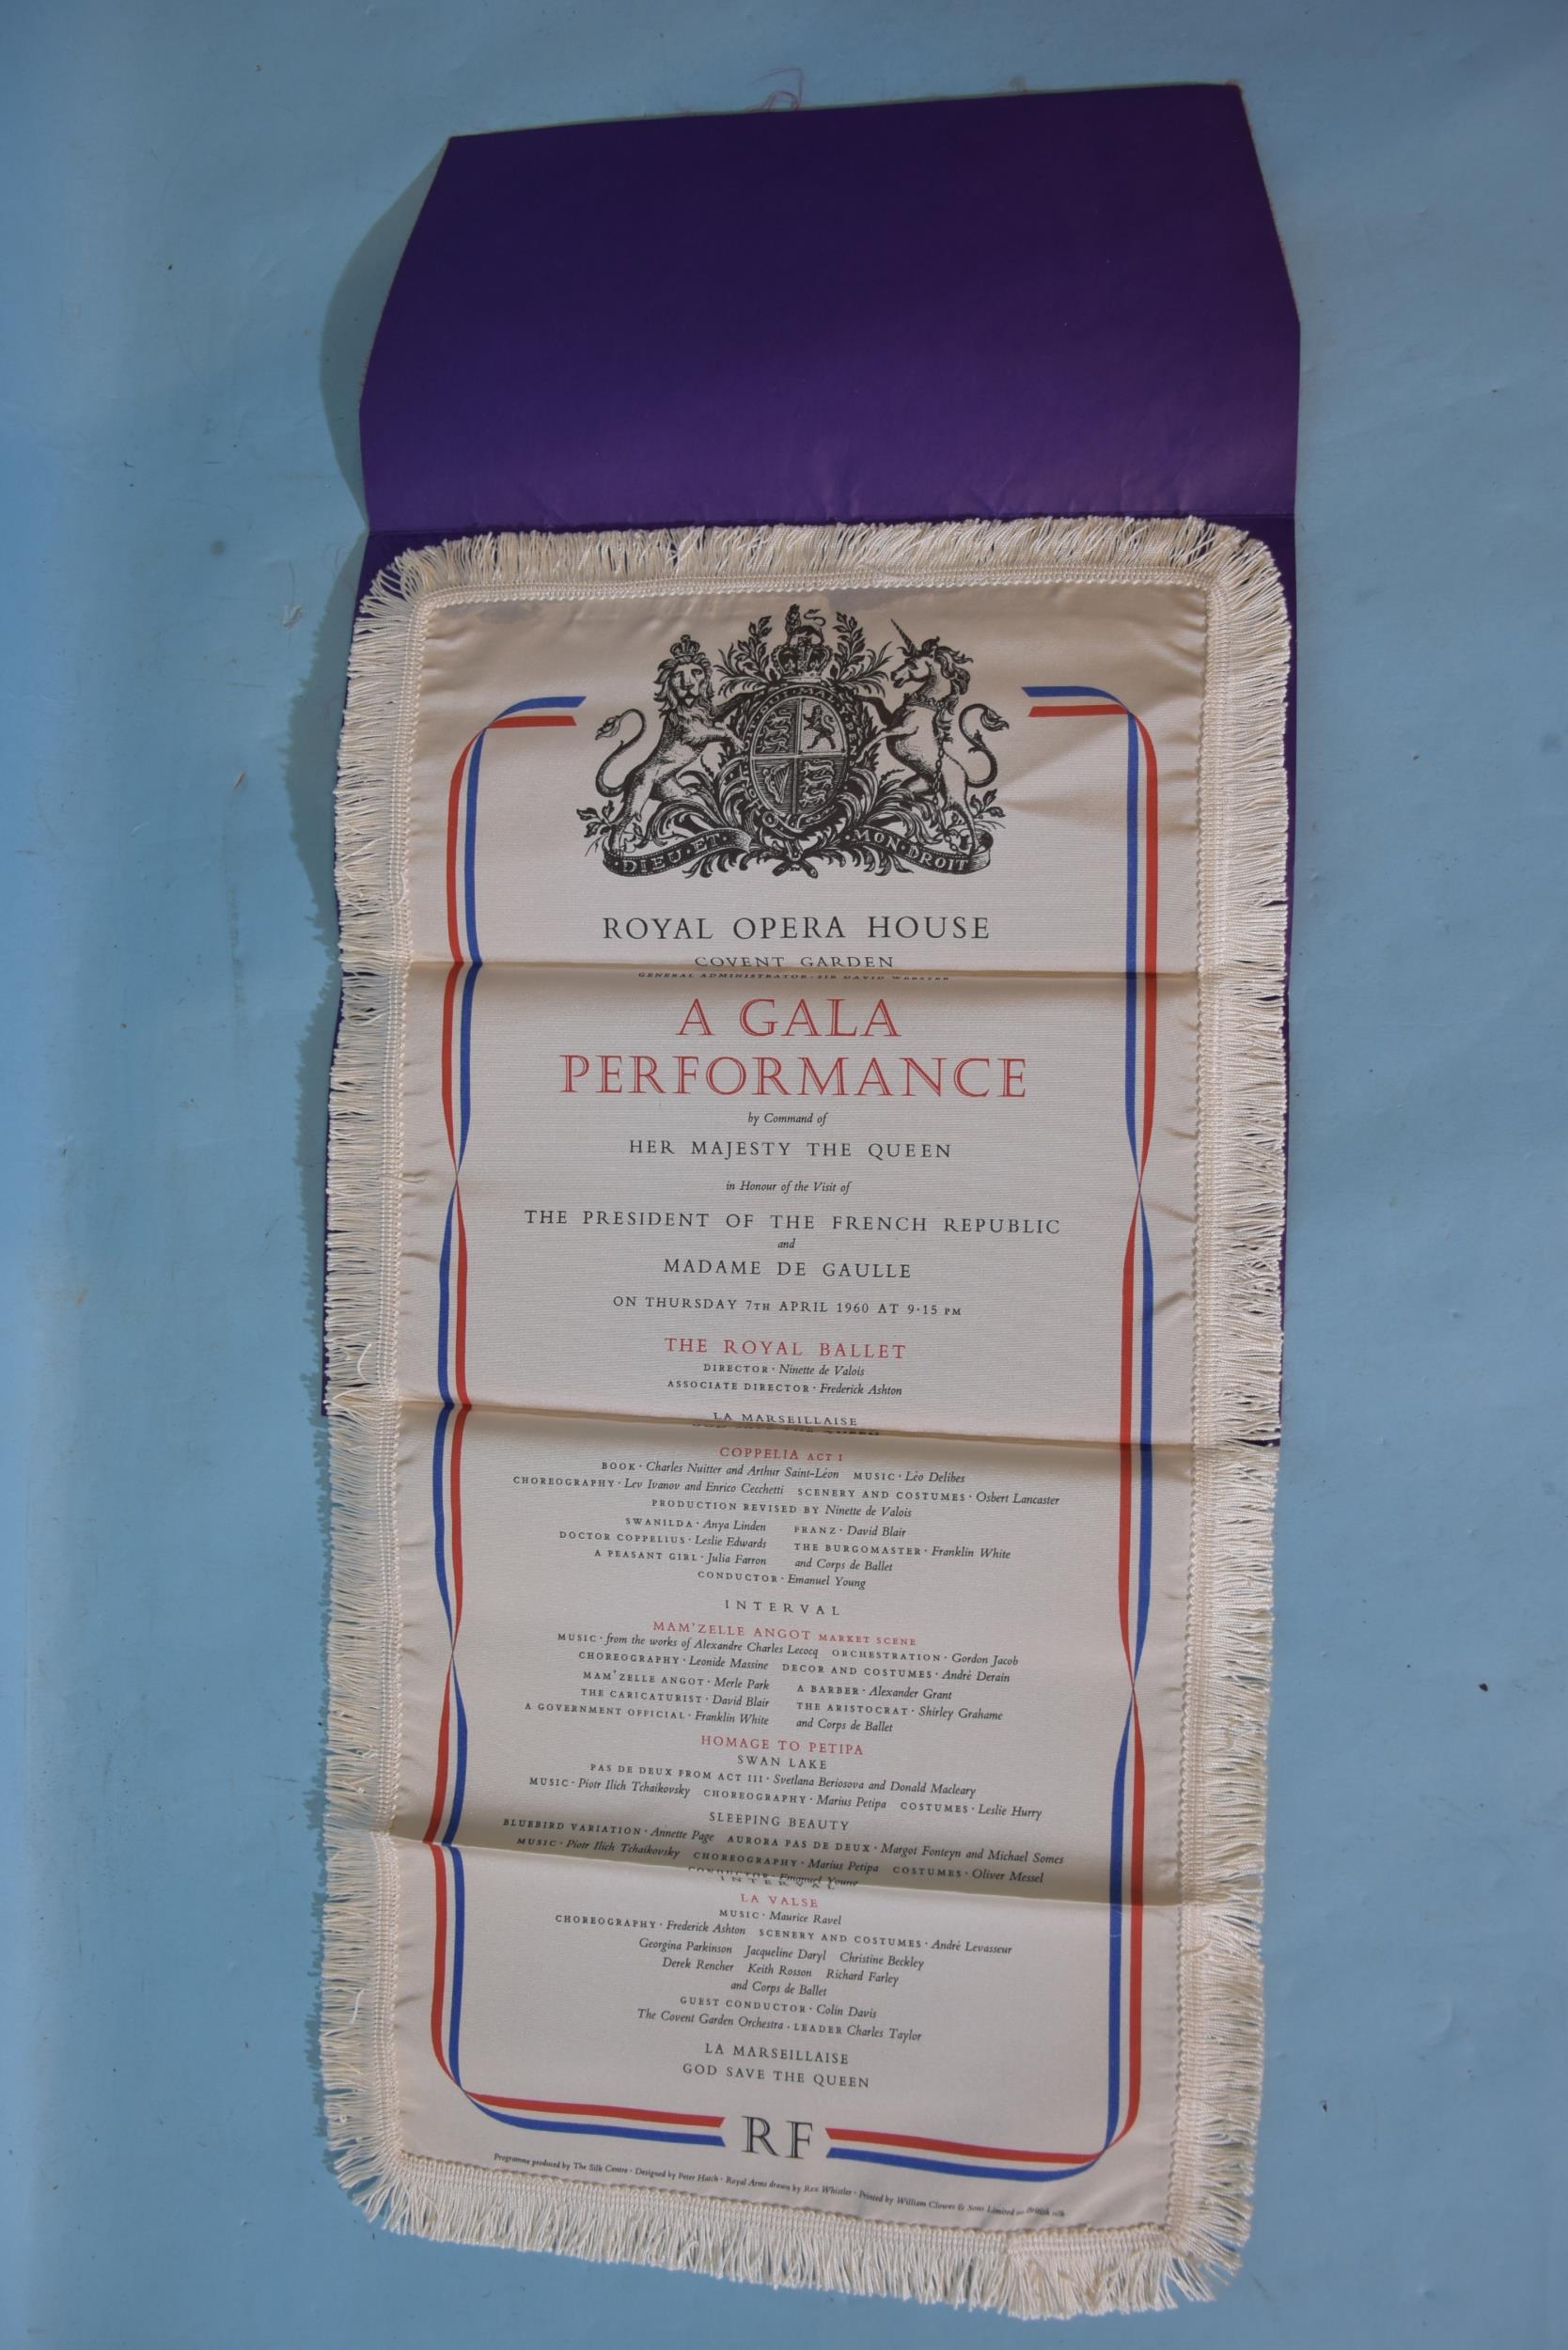 DIEU·ET·MON·DROIT
ROYAL OPERA HOUSE
COVENT GARDEN
GENERAL ADMINISTRATOR · SIR DAVID WEBSTER
A GALA
PERFORMANCE
by Command of
HER MAJESTY THE QUEEN
in Honour of the Visit of
THE PRESIDENT OF THE FRENCH REPUBLIC
and
MADAME DE GAULLE
ON THURSDAY 7TH APRIL 1960 AT 9·15 PM
THE ROYAL BALLET
DIRECTOR · Ninette de Valois
ASSOCIATE DIRECTOR · Frederick Ashton
LA MARSEILLAISE
THE QUEEN
COPPELIA ACT I
BOOK · Charles Nuitter and Arthur Saint-Léon MUSIC · Léo Delibes
CHOREOGRAPHY · Lev Ivanov and Enrico Cecchetti SCENERY AND COSTUMES · Osbert Lancaster
PRODUCTION REVISED BY Ninette de Valois
SWANILDA · Anya Linden FRANZ · David Blair
DOCTOR COPPELIUS · Leslie Edwards THE BURGOMASTER · Franklin White
A PEASANT GIRL · Julia Farron and Corps de Ballet
CONDUCTOR · Emanuel Young
INTERVAL
MAM'ZELLE ANGOT MARKET SCENE
MUSIC · from the works of Alexandre Charles Lecocq ORCHESTRATION · Gordon Jacob
CHOREOGRAPHY · Leonide Massine DECOR AND COSTUMES · André Derain
MAM'ZELLE ANGOT · Merle Park A BARBER · Alexander Grant
THE CARICATURIST · David Blair THE ARISTOCRAT · Shirley Grahame
A GOVERNMENT OFFICIAL · Franklin White and Corps de Ballet
HOMAGE TO PETIPA
SWAN LAKE
PAS DE DEUX FROM ACT III · Svetlana Beriosova and Donald Macleary
MUSIC · Piotr Ilich Tchaikovsky CHOREOGRAPHY · Marius Petipa COSTUMES · Leslie Hurry
SLEEPING BEAUTY
BLUEBIRD VARIATION · Annette Page AURORA PAS DE DEUX · Margot Fonteyn and Michael Somes
MUSIC · Piotr Ilich Tchaikovsky CHOREOGRAPHY · Marius Petipa COSTUMES · Oliver Messel
CONDUCTOR · Emanuel Young
INTERVAL
LA VALSE
MUSIC · Maurice Ravel
CHOREOGRAPHY · Frederick Ashton SCENERY AND COSTUMES · André Levasseur
Georgina Parkinson Jacqueline Daryl Christine Beckley
Derek Rencher Keith Rosson Richard Farley
and Corps de Ballet
GUEST CONDUCTOR · Colin Davis
The Covent Garden Orchestra · LEADER Charles Taylor
LA MARSEILLAISE
GOD SAVE THE QUEEN
RF
Programme produced by The Silk Centre · Designed by Peter Hatch · Royal Arms drawn by Rex Whistler · Printed by William Clowes & Sons Limited on British silk